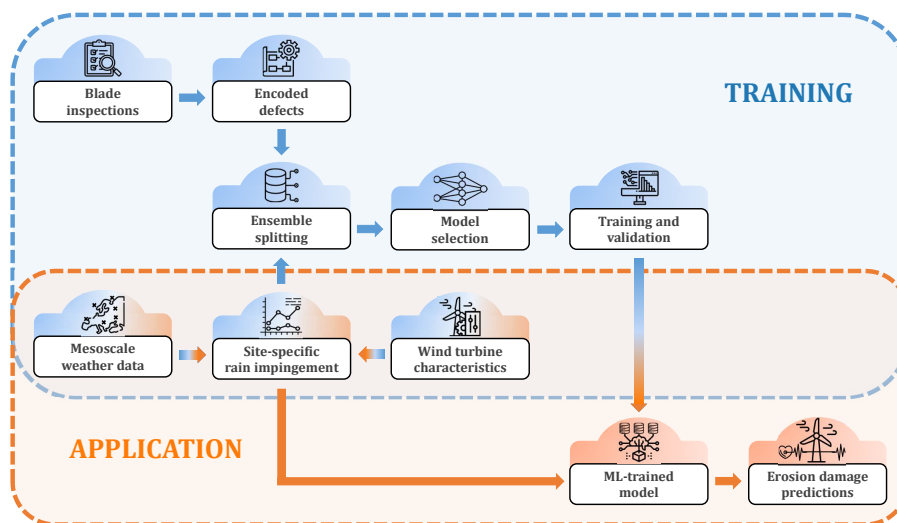 TRAINING
Blade
inspections
Encoded
defects
Ensemble
splitting
Model
selection
Training and
validation
Mesoscale
weather data
Site-specific
rain impingement
Wind turbine
characteristics
APPLICATION
ML-trained
model
Erosion damage
predictions